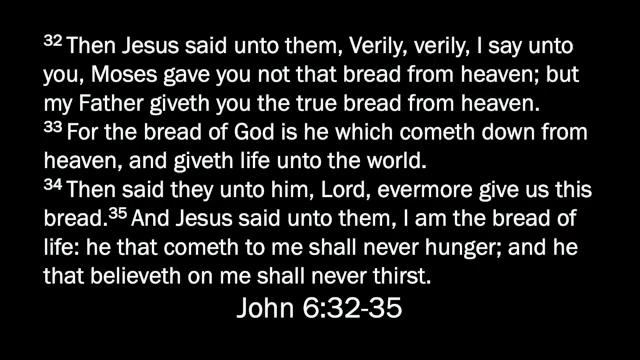 32 Then Jesus said unto them, Verily, verily, I say unto
you, Moses gave you not that bread from heaven; but
my Father giveth you the true bread from heaven.
33 For the bread of God is he which cometh down from
heaven, and giveth life unto the world.
34 Then said they unto him, Lord, evermore give us this
bread.35 And Jesus said unto them, I am the bread of
life: he that cometh to me shall never hunger; and he
that believeth on me shall never thirst.
John 6:32-35